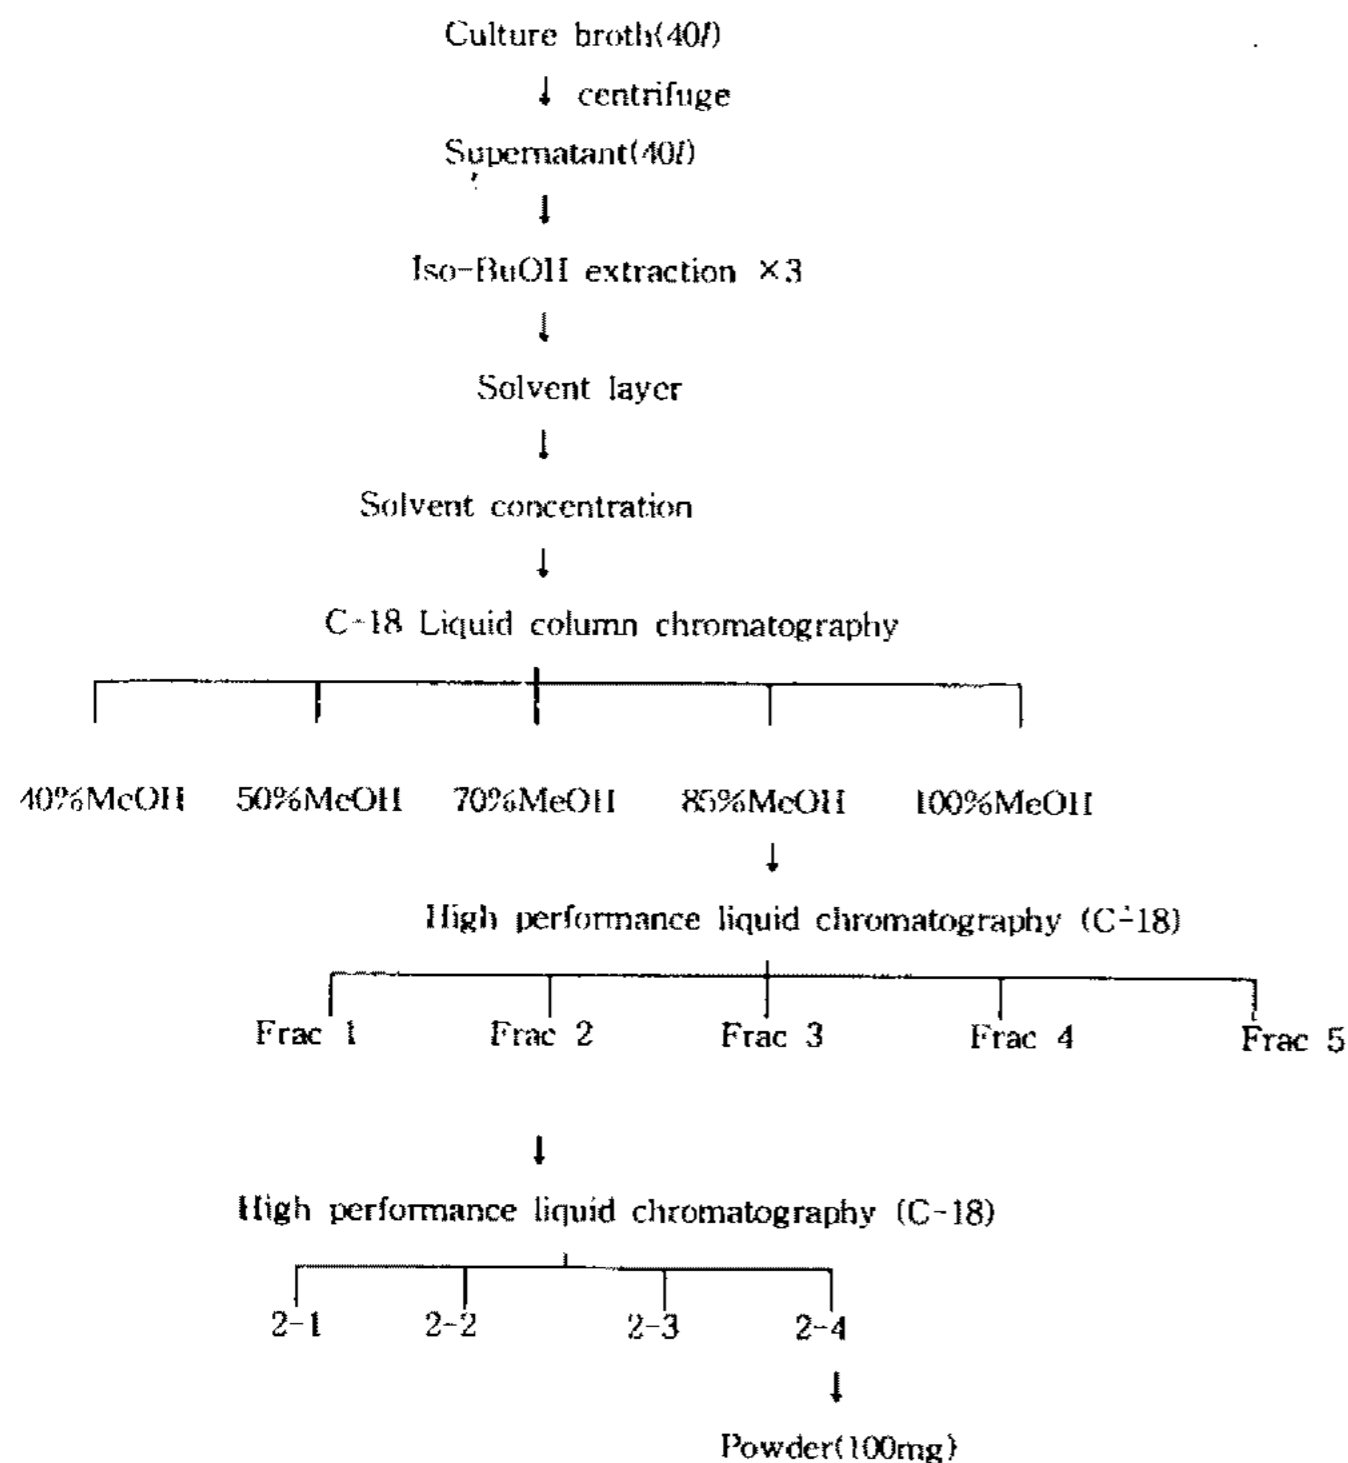 Culture broth(40l)
centrifuge
Supernatant(40l)
Iso-BuOH extraction ×3
Solvent layer
Solvent concentration
C-18 Liquid column chromatography
40%MeOH 50%MeOH 70%MeOH 85%MeOH 100%MeOH
High performance liquid chromatography (C-18)
Frac 1 Frac 2 Frac 3 Frac 4 Frac 5
High performance liquid chromatography (C-18)
2-1 2-2 2-3 2-4
Powder(100mg)